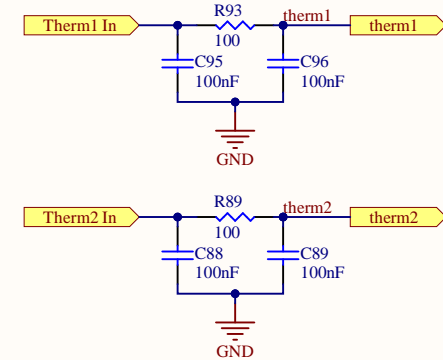 R93
therm1
Therm1 In
therm1
100
C95
C96
100nF
100nF
GND
R89
therm2
Therm2 In
therm2
100
C88
C89
100nF
100nF
GND